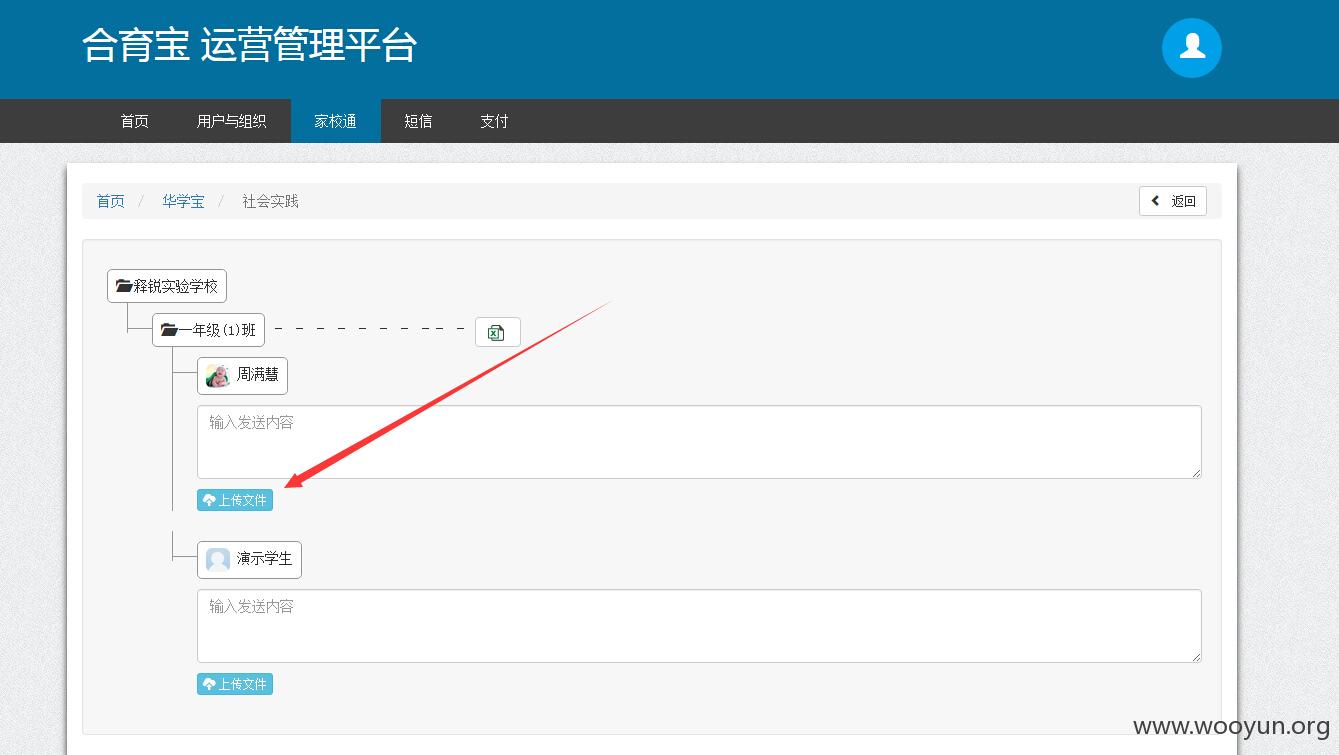 合育宝 运营管理平台
首页 用户与组织 家校通 短信 支付
首页 / 华学宝 / 社会实践 返回
释锐实验学校
一年级(1)班
周满慧
输入发送内容
上传文件
演示学生
输入发送内容
上传文件
www.wooyun.org